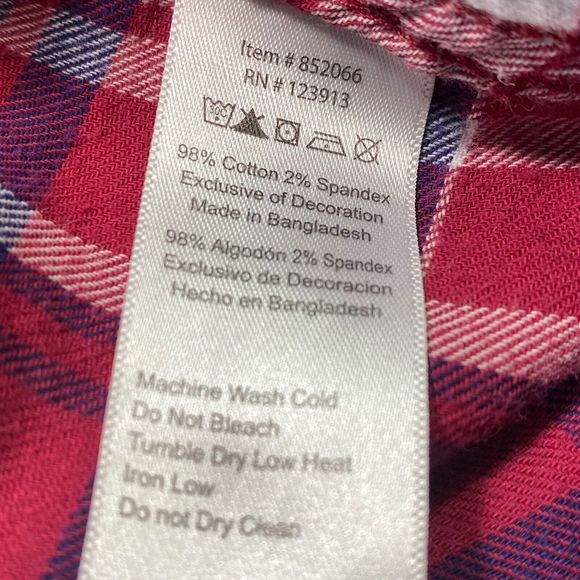 Item # 852066
RN # 123913
98% Cotton 2% Spandex
Exclusive of Decoration
Made in Bangladesh
98% Algodón 2% Spandex
Exclusivo de Decoracion
Hecho en Bangladesh
Machine Wash Cold
Do Not Bleach
Tumble Dry Low Heat
Iron Low
Do not Dry Clean